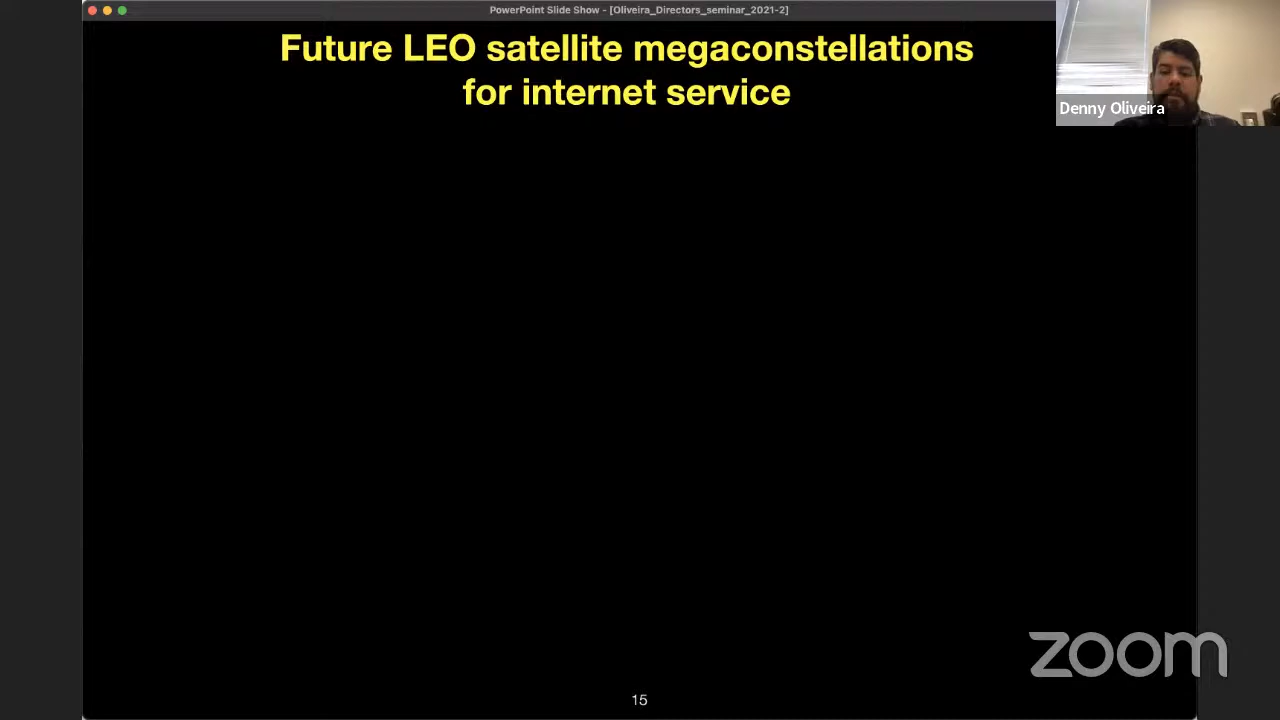 PowerPoint Slide Show - [Oliveira_Directors_seminar_2021-2]
Future LEO satellite megaconstellations
for internet service
Denny Oliveira
zoom
15